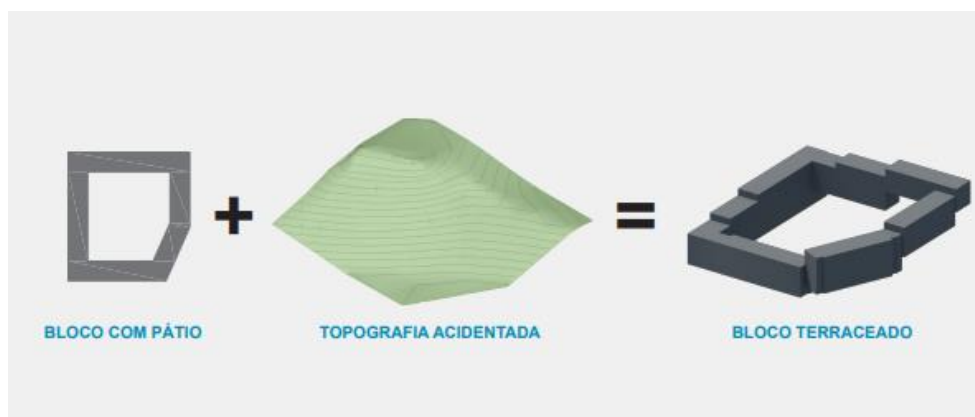 BLOCO COM PÁTIO
TOPOGRAFIA ACIDENTADA
BLOCO TERRACEADO